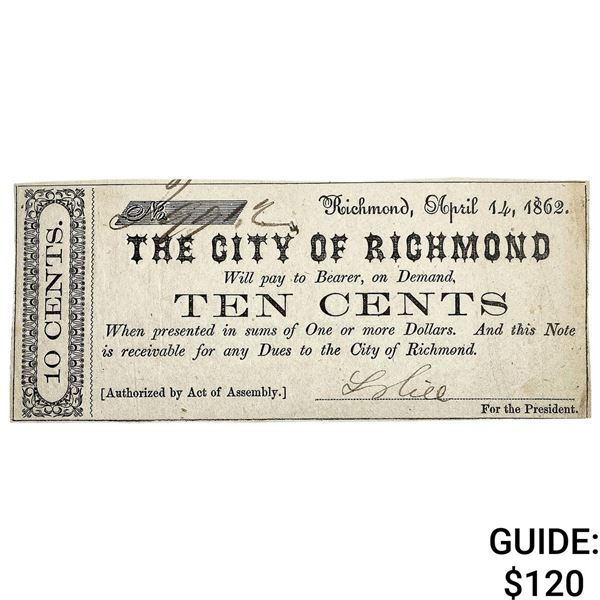 No.
Richmond, April 14, 1862.
THE CITY OF RICHMOND
Will pay to Bearer, on Demand,
TEN CENTS
When presented in sums of One or more Dollars. And this Note
is receivable for any Dues to the City of Richmond.
[Authorized by Act of Assembly.]
For the President.
10 CENTS.
GUIDE:
$120